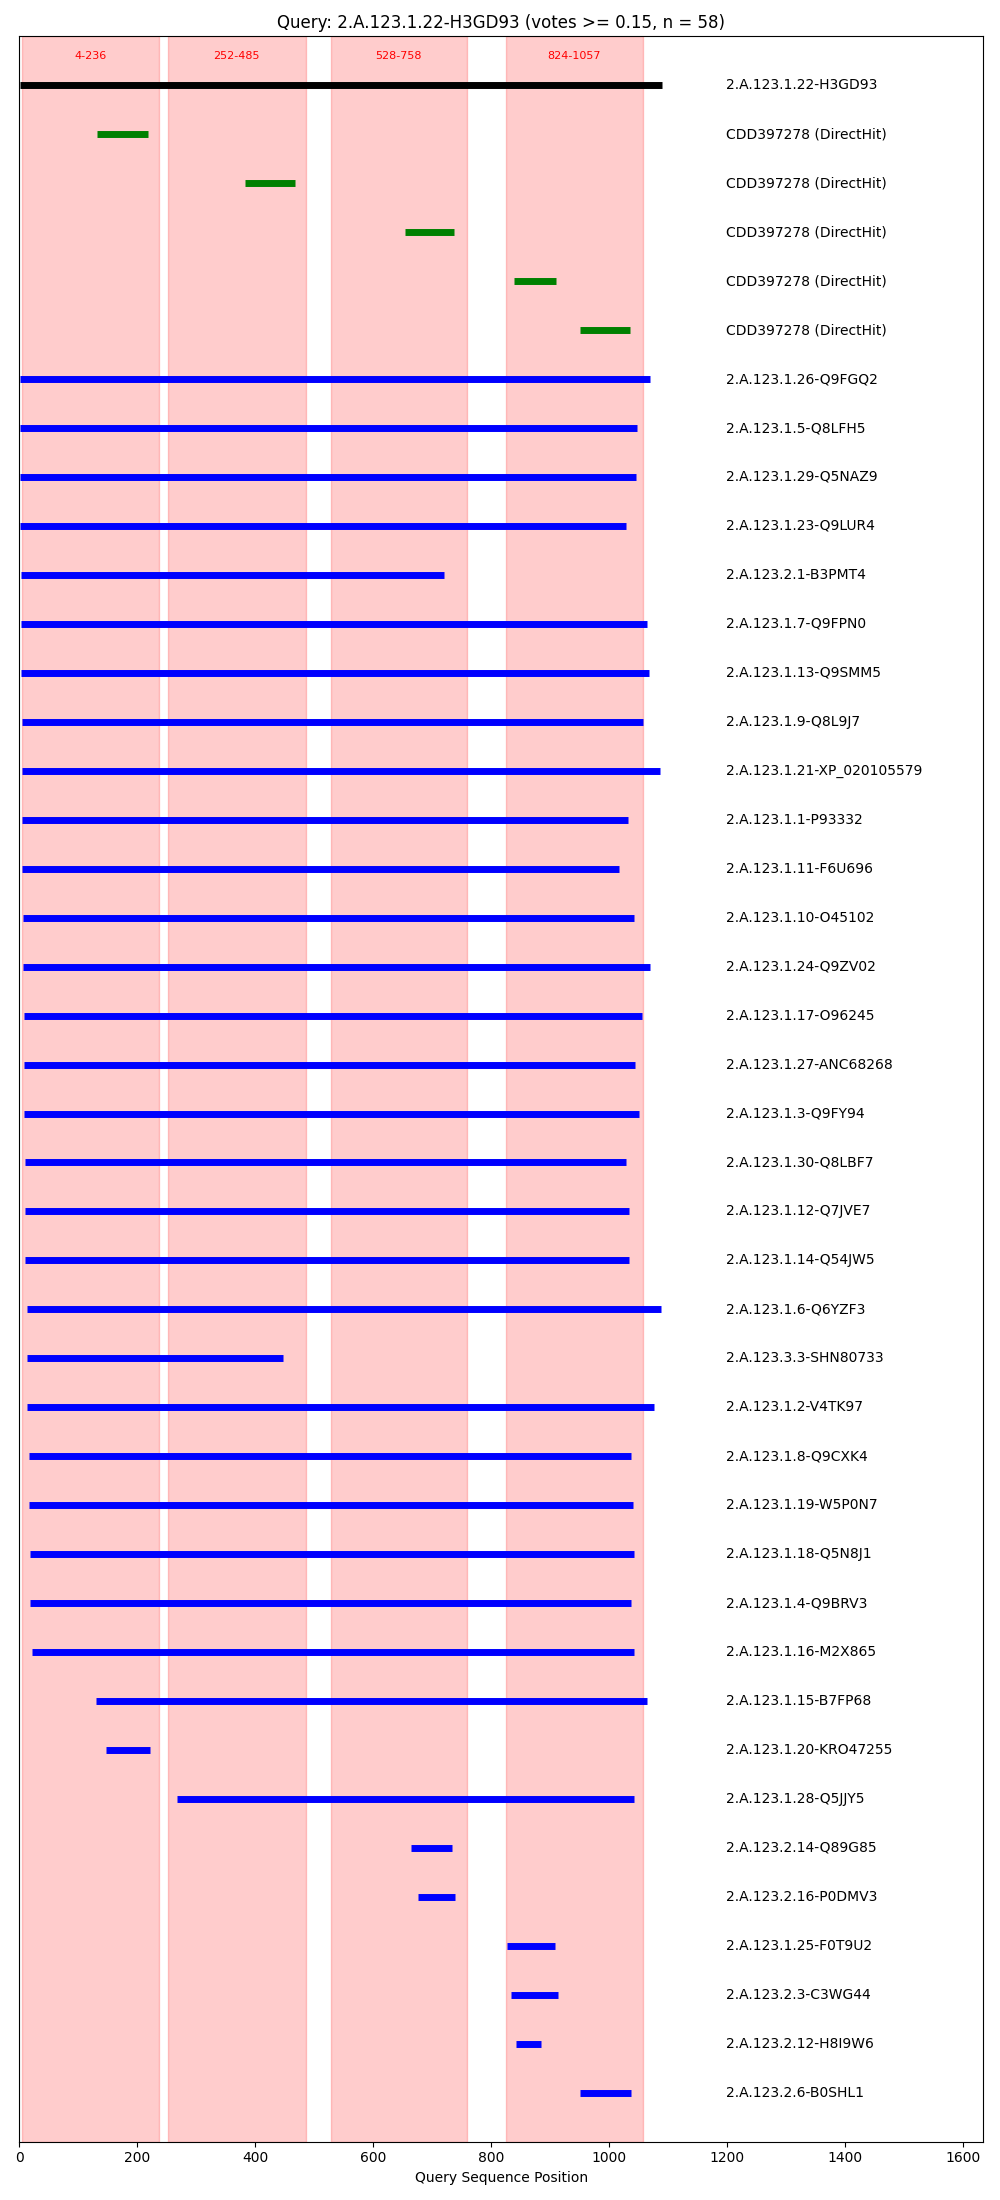 Query: 2.A.123.1.22-H3GD93 (votes >= 0.15, n = 58)
4-236 252-485 528-758 824-1057
2.A.123.1.22-H3GD93
CDD397278 (DirectHit)
CDD397278 (DirectHit)
CDD397278 (DirectHit)
CDD397278 (DirectHit)
CDD397278 (DirectHit)
2.A.123.1.26-Q9FGQ2
2.A.123.1.5-Q8LFH5
2.A.123.1.29-Q5NAZ9
2.A.123.1.23-Q9LUR4
2.A.123.2.1-B3PMT4
2.A.123.1.7-Q9FPN0
2.A.123.1.13-Q9SMM5
2.A.123.1.9-Q8L9J7
2.A.123.1.21-XP_020105579
2.A.123.1.1-P93332
2.A.123.1.11-F6U696
2.A.123.1.10-O45102
2.A.123.1.24-Q9ZV02
2.A.123.1.17-O96245
2.A.123.1.27-ANC68268
2.A.123.1.3-Q9FY94
2.A.123.1.30-Q8LBF7
2.A.123.1.12-Q7JVE7
2.A.123.1.14-Q54JW5
2.A.123.1.6-Q6YZF3
2.A.123.3.3-SHN80733
2.A.123.1.2-V4TK97
2.A.123.1.8-Q9CXK4
2.A.123.1.19-W5P0N7
2.A.123.1.18-Q5N8J1
2.A.123.1.4-Q9BRV3
2.A.123.1.16-M2X865
2.A.123.1.15-B7FP68
2.A.123.1.20-KRO47255
2.A.123.1.28-Q5JJY5
2.A.123.2.14-Q89G85
2.A.123.2.16-P0DMV3
2.A.123.1.25-F0T9U2
2.A.123.2.3-C3WG44
2.A.123.2.12-H8I9W6
2.A.123.2.6-B0SHL1
0 200 400 600 800 1000 1200 1400 1600
Query Sequence Position